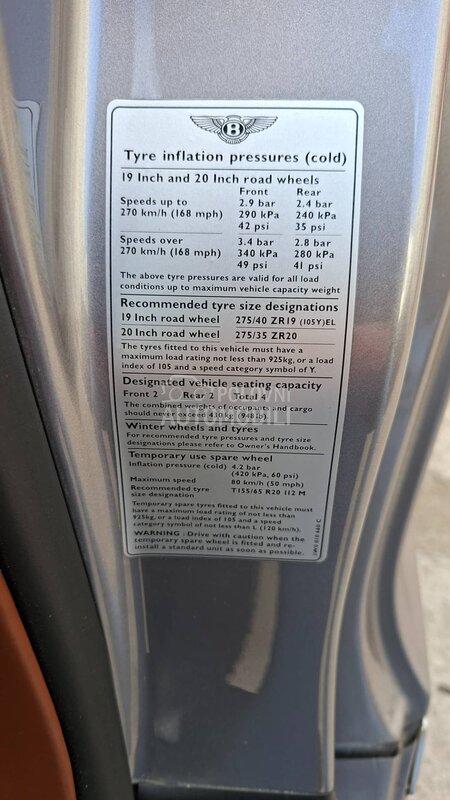 B
Tyre inflation pressures (cold)
19 Inch and 20 Inch road wheels
Front Rear
Speeds up to 2.9 bar 2.4 bar
270 km/h (168 mph) 290 kPa 240 kPa
42 psi 35 psi
Speeds over 3.4 bar 2.8 bar
270 km/h (168 mph) 340 kPa 280 kPa
49 psi 41 psi
The above tyre pressures are valid for all load
conditions up to maximum vehicle capacity weight
Recommended tyre size designations
19 Inch road wheel 275/40 ZR19 (105Y)EL
20 Inch road wheel 275/35 ZR20
The tyres fitted to this vehicle must have a
maximum load rating of not less than 925kg, or a load
index of 105 and a speed category symbol of Y.
Designated vehicle seating capacity
Front 2 Rear 2 Total 4
The combined weights of occupants and cargo
should never exceed 430 kg (948 lb)
POLOVNI
AUTOMOBILI
Winter wheels and tyres
For recommended tyre pressures and tyre size
designations please refer to Owner's Handbook.
Temporary use spare wheel
Inflation pressure (cold) 4.2 bar
(420 kPa, 60 psi)
Maximum speed 80 km/h (50 mph)
Recommended tyre T155/65 R20 112 M
size designation
Temporary spare tyres fitted to this vehicle must
have a maximum load rating of not less than
925kg, or a load index of 105 and a speed
category symbol of not less than L (120 km/h).
WARNING : Drive with caution when the
temporary spare wheel is fitted and re-
install a standard unit as soon as possible.